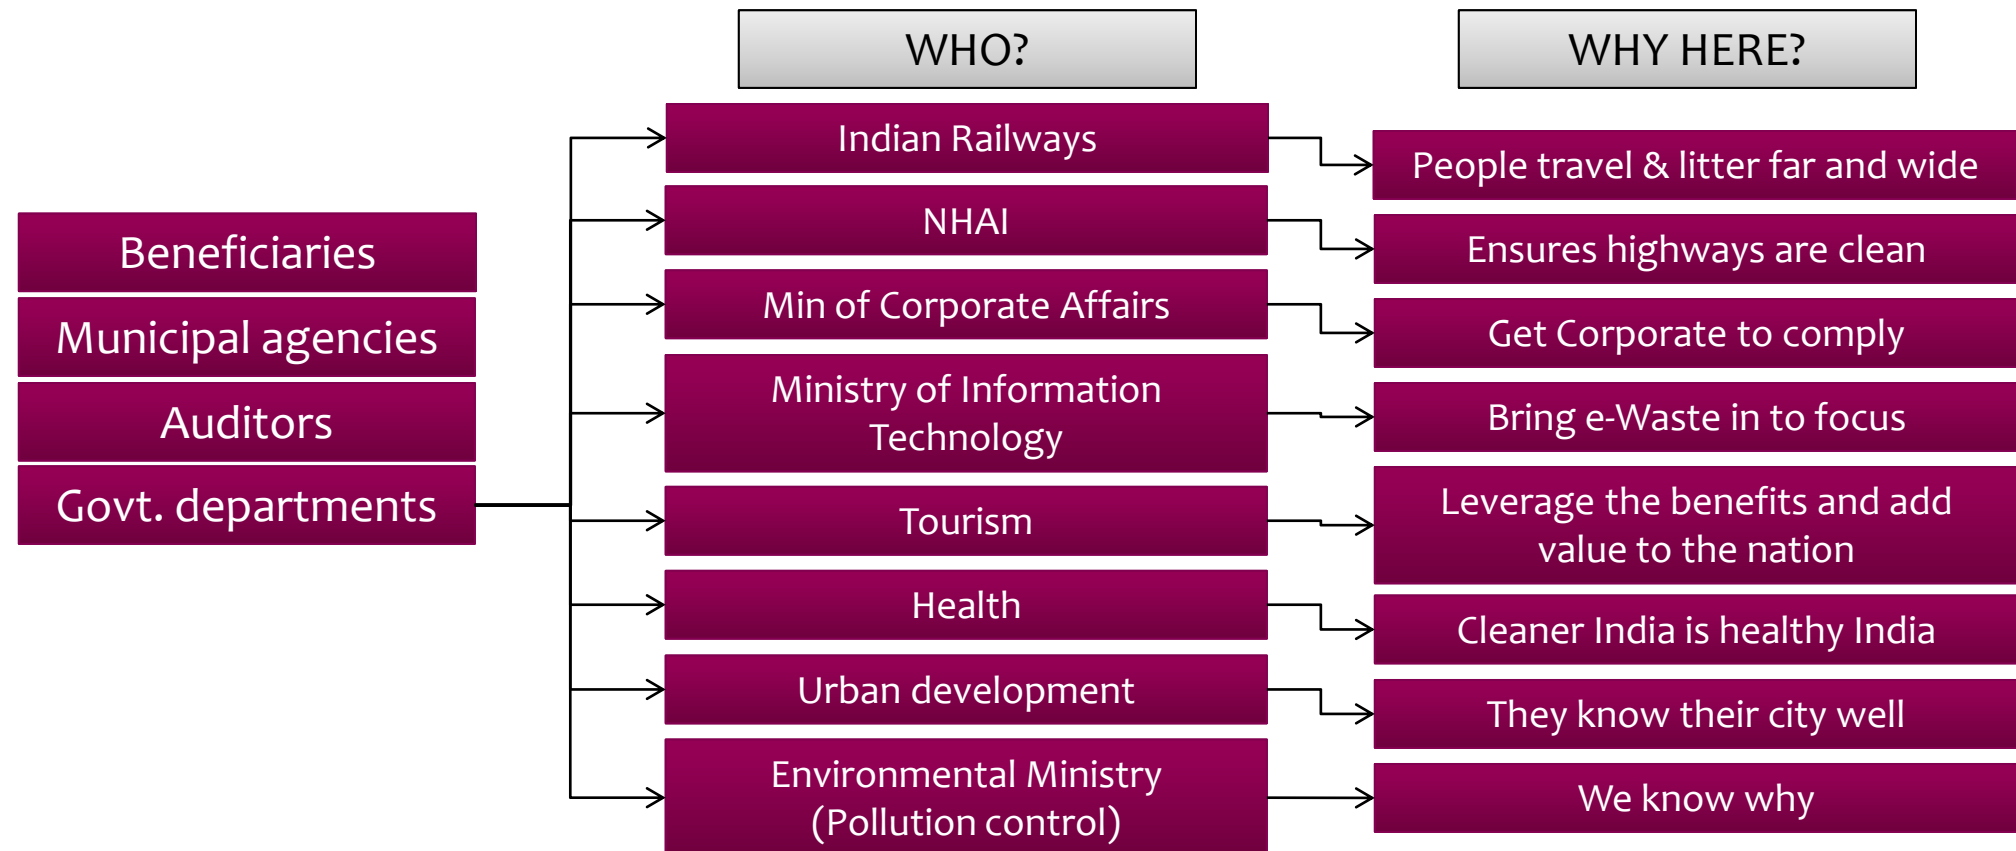 WHO?
WHY HERE?
Beneficiaries
Municipal agencies
Auditors
Govt. departments
Indian Railways
NHAI
Min of Corporate Affairs
Ministry of Information
Technology
Tourism
Health
Urban development
Environmental Ministry
(Pollution control)
People travel & litter far and wide
Ensures highways are clean
Get Corporate to comply
Bring e-Waste in to focus
Leverage the benefits and add
value to the nation
Cleaner India is healthy India
They know their city well
We know why